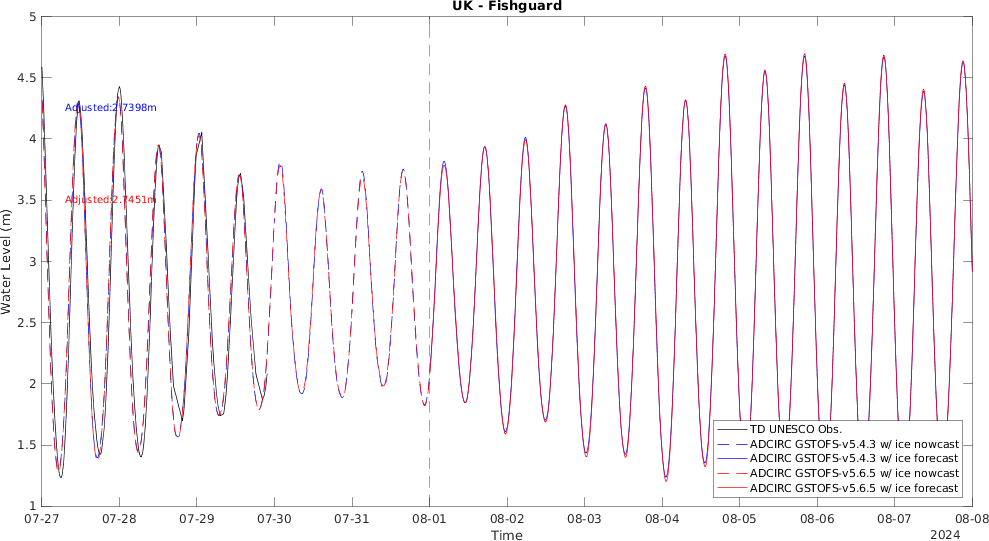 UK - Fishguard
5
4.5
4
3.5
3
2.5
2
1.5
1
Water Level (m)
Adjusted:2.7398m
Adjusted:2.7451m
TD UNESCO Obs.
ADCIRC GSTOFS-v5.4.3 w/ ice nowcast
ADCIRC GSTOFS-v5.4.3 w/ ice forecast
ADCIRC GSTOFS-v5.6.5 w/ ice nowcast
ADCIRC GSTOFS-v5.6.5 w/ ice forecast
07-27 07-28 07-29 07-30 07-31 08-01 08-02 08-03 08-04 08-05 08-06 08-07 08-08
Time
2024